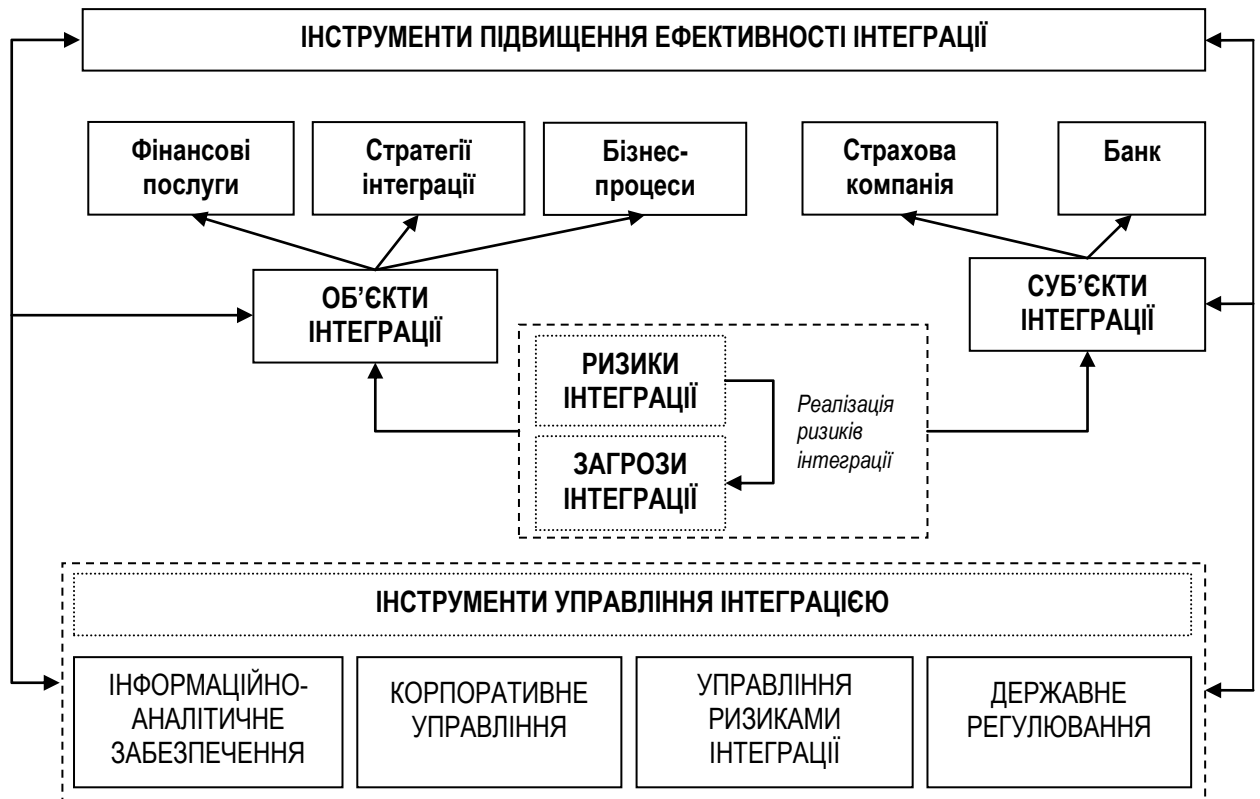 ІНСТРУМЕНТИ ПІДВИЩЕННЯ ЕФЕКТИВНОСТІ ІНТЕГРАЦІЇ
Фінансові
послуги
Стратегії
інтеграції
Бізнес-
процеси
Страхова
компанія
Банк
ОБ’ЄКТИ
ІНТЕГРАЦІЇ
СУБ’ЄКТИ
ІНТЕГРАЦІЇ
РИЗИКИ
ІНТЕГРАЦІЇ
ЗАГРОЗИ
ІНТЕГРАЦІЇ
Реалізація
ризиків
інтеграції
ІНСТРУМЕНТИ УПРАВЛІННЯ ІНТЕГРАЦІЄЮ
ІНФОРМАЦІЙНО-
АНАЛІТИЧНЕ
ЗАБЕЗПЕЧЕННЯ
КОРПОРАТИВНЕ
УПРАВЛІННЯ
УПРАВЛІННЯ
РИЗИКАМИ
ІНТЕГРАЦІЇ
ДЕРЖАВНЕ
РЕГУЛЮВАННЯ